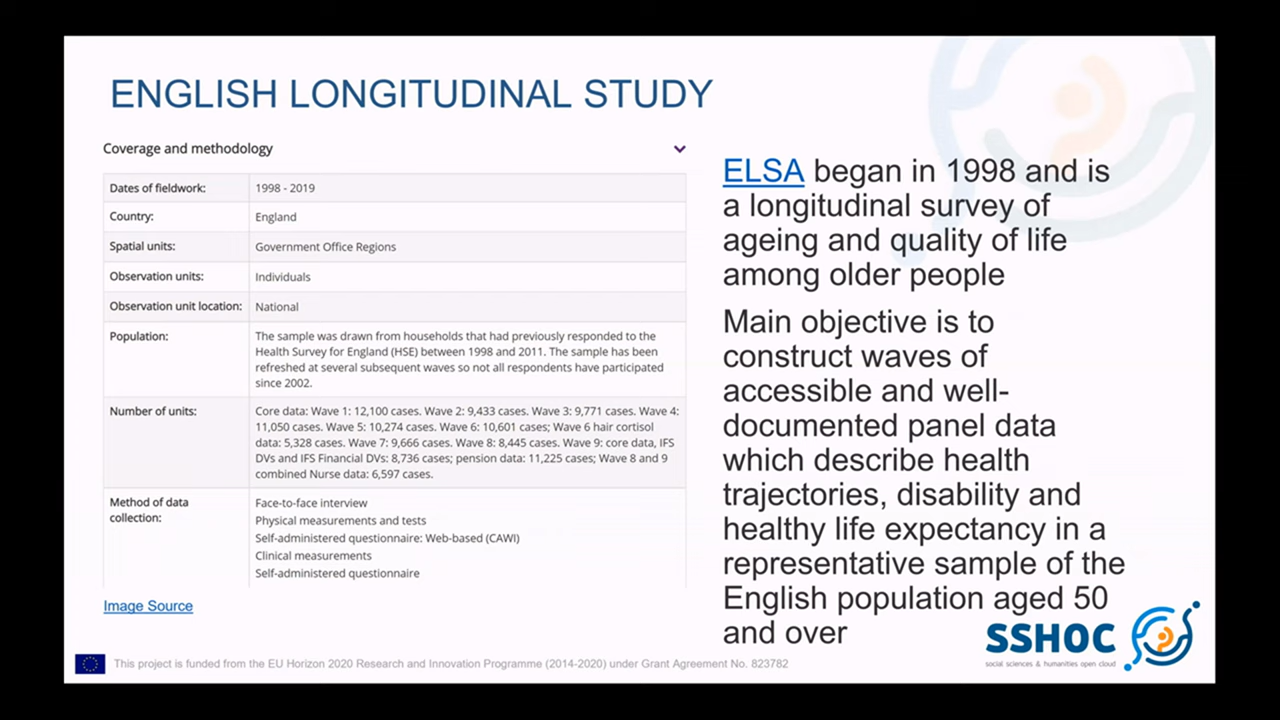 ENGLISH LONGITUDINAL STUDY
Coverage and methodology
Dates of fieldwork: 1998 - 2019
Country: England
Spatial units: Government Office Regions
Observation units: Individuals
Observation unit location: National
Population: The sample was drawn from households that had previously responded to the
Health Survey for England (HSE) between 1998 and 2011. The sample has been
refreshed at several subsequent waves so not all respondents have participated
since 2002.
Number of units: Core data: Wave 1: 12,100 cases. Wave 2: 9,433 cases. Wave 3: 9,771 cases. Wave 4:
11,050 cases. Wave 5: 10,274 cases. Wave 6: 10,601 cases; Wave 6 hair cortisol
data: 5,328 cases. Wave 7: 9,666 cases. Wave 8: 8,445 cases. Wave 9: core data, IFS
DVs and IFS Financial DVs: 8,736 cases; pension data: 11,225 cases; Wave 8 and 9
combined Nurse data: 6,597 cases.
Method of data
collection:
Face-to-face interview
Physical measurements and tests
Self-administered questionnaire: Web-based (CAWI)
Clinical measurements
Self-administered questionnaire
Image Source
ELSA began in 1998 and is
a longitudinal survey of
ageing and quality of life
among older people
Main objective is to
construct waves of
accessible and well-
documented panel data
which describe health
trajectories, disability and
healthy life expectancy in a
representative sample of the
English population aged 50
and over
SSHOC
social sciences & humanities open cloud
This project is funded from the EU Horizon 2020 Research and Innovation Programme (2014-2020) under Grant Agreement No. 823782